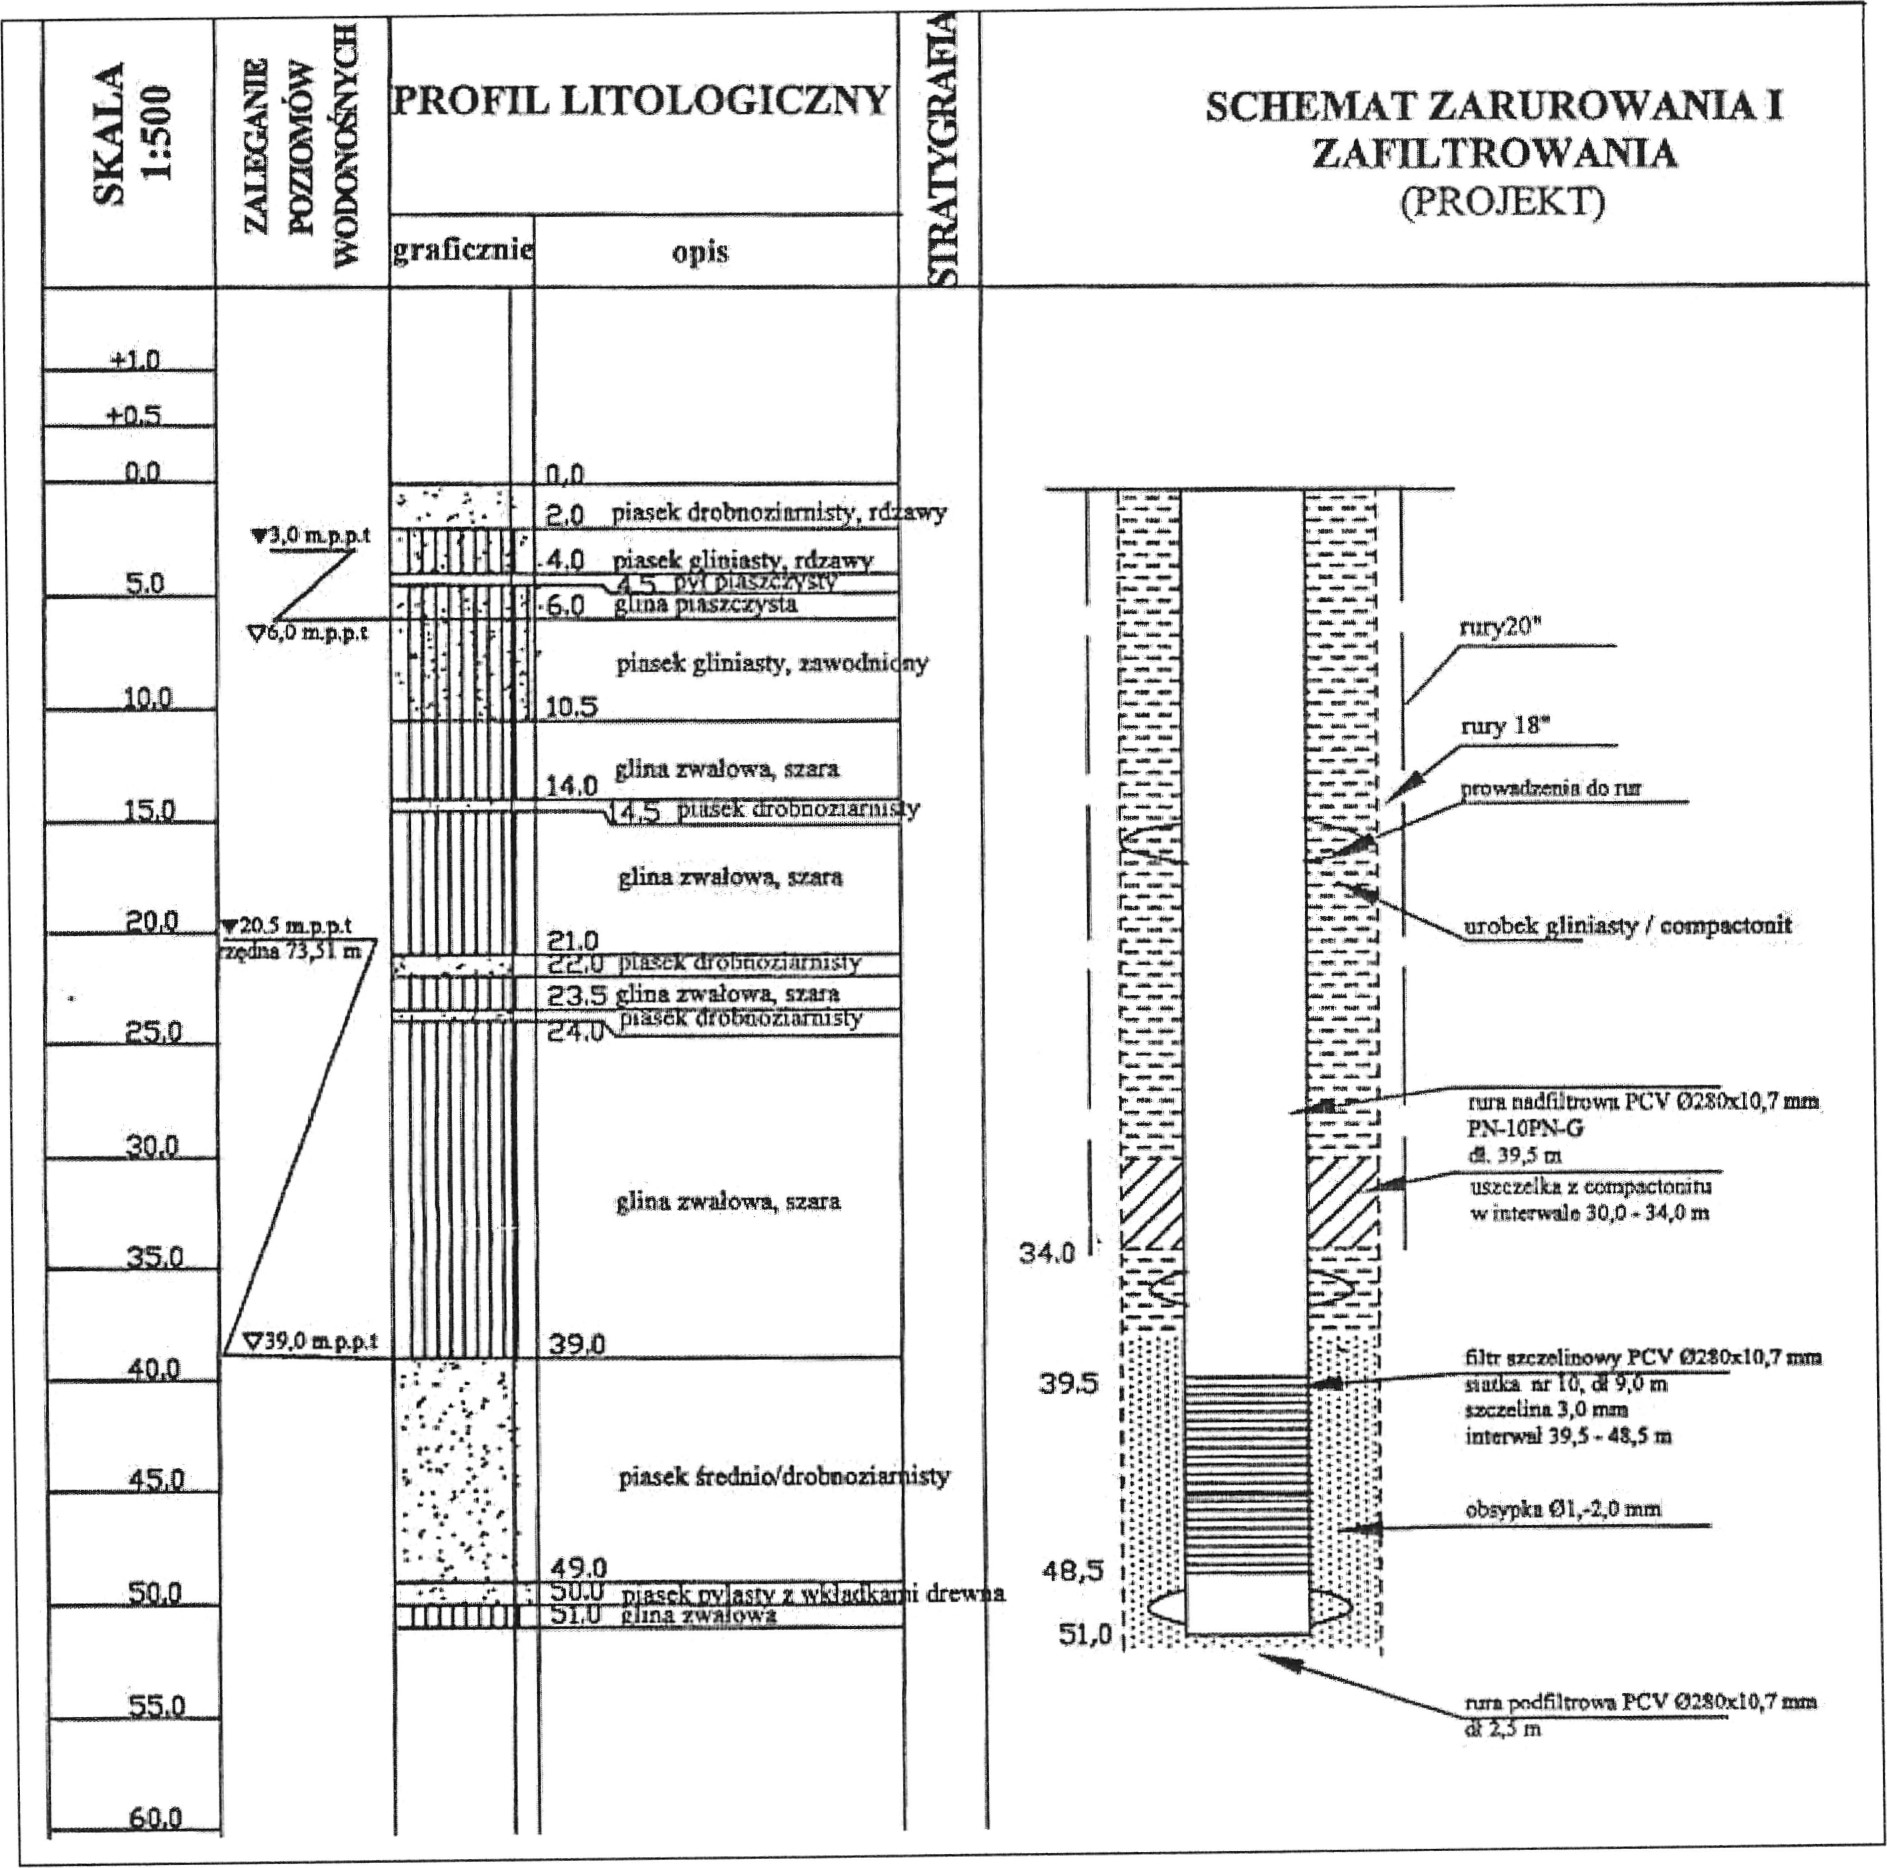 SKALA
1:500
ZALEGANIE
POZIOMÓW
WODONOŚNYCH
PROFIL LITOLOGICZNY
graficznie
opis
STRATYGRAFIA
SCHEMAT ZARUROWANIA I
ZAFILTROWANIA
(PROJEKT)
+1,0
+0,5
0,0
5,0
10,0
15,0
20,0
25,0
30,0
35,0
40,0
45,0
50,0
55,0
60,0
▼3,0 m.p.p.t
▽6,0 m.p.p.t
▼20.5 m.p.p.t
rzędna 73,51 m
▽39,0 m.p.p.t
0,0
2,0 piasek drobnoziarnisty, rdzawy
4,0 piasek gliniasty, rdzawy
4,5 pył piaszczysty
6,0 glina piaszczysta
piasek gliniasty, zawodniony
10,5
glina zwałowa, szara
14,0
14,5 piasek drobnoziarnisty
glina zwałowa, szara
21,0
22,0 piasek drobnoziarnisty
23,5 glina zwałowa, szara
piasek drobnoziarnisty
24,0
glina zwałowa, szara
39,0
piasek średnio/drobnoziarnisty
49,0
50,0 piasek pylasty z wkładkami drewna
51,0 glina zwałowa
rury20"
rury 18"
prowadzenia do rur
urobek gliniasty / compactonit
rura nadfiltrowa PCV Ø280x10,7 mm
PN-10PN-G
dł. 39,5 m
uszczelka z compactonitu
w interwale 30,0 - 34,0 m
34,0
39,5
filtr szczelinowy PCV Ø280x10,7 mm
siatka nr 10, dł 9,0 m
szczelina 3,0 mm
interwał 39,5 - 48,5 m
obsypka Ø1,-2,0 mm
48,5
51,0
rura podfiltrowa PCV Ø280x10,7 mm
dł 2,5 m